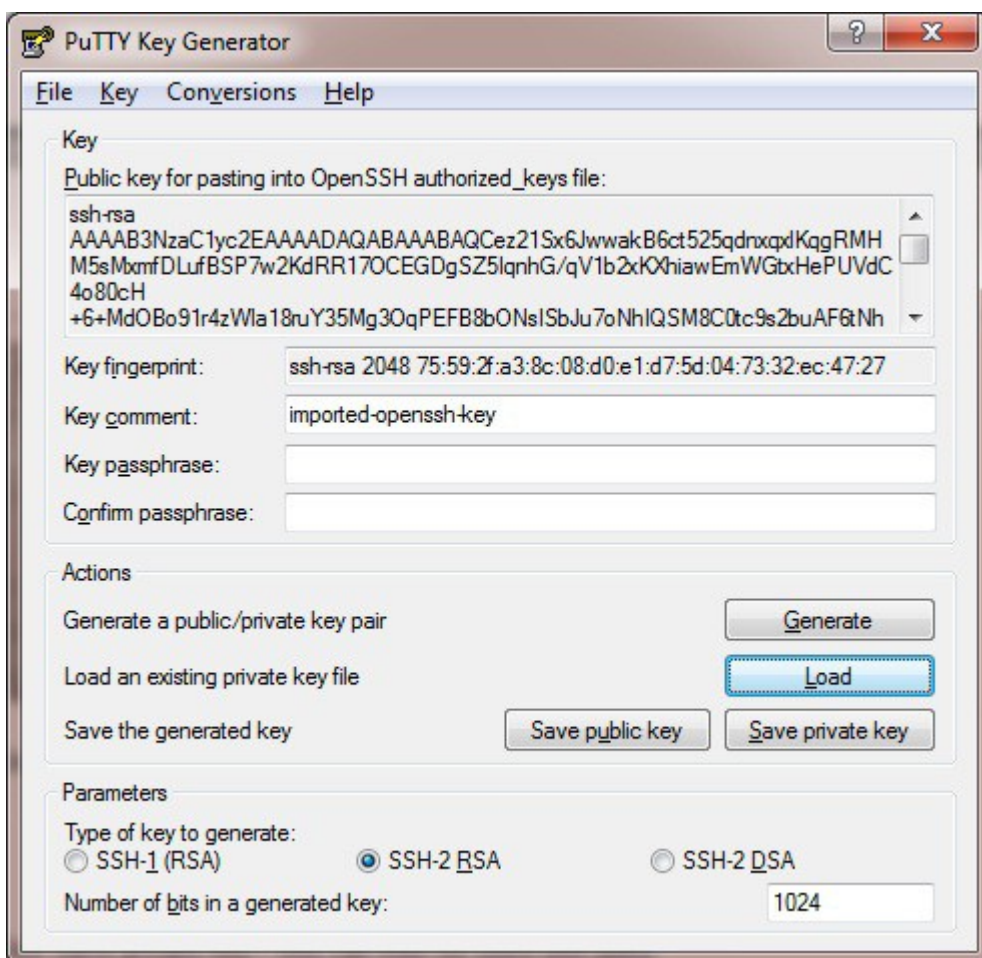 PuTTY Key Generator
File Key Conversions Help
Key
Public key for pasting into OpenSSH authorized_keys file:
ssh-rsa
AAAAB3NzaC1yc2EAAAADAQABAAABAQCez21Sx6JwwakB6ct525qdnxqxlKqgRMH
M5sMxmfDLufBSP7w2KdRR17OCEGDgSZ5lqnhG/qV1b2xKXhiawEmWGtxHePUVdC
4o80cH
+6+MdOBo91r4zWla18ruY35Mg3OqPEFB8bONsISbJu7oNhIQSM8C0tc9s2buAF6tNh
Key fingerprint: ssh-rsa 2048 75:59:2f:a3:8c:08:d0:e1:d7:5d:04:73:32:ec:47:27
Key comment: imported-openssh-key
Key passphrase:
Confirm passphrase:
Actions
Generate a public/private key pair Generate
Load an existing private key file Load
Save the generated key Save public key Save private key
Parameters
Type of key to generate:
SSH-1 (RSA) SSH-2 RSA SSH-2 DSA
Number of bits in a generated key: 1024